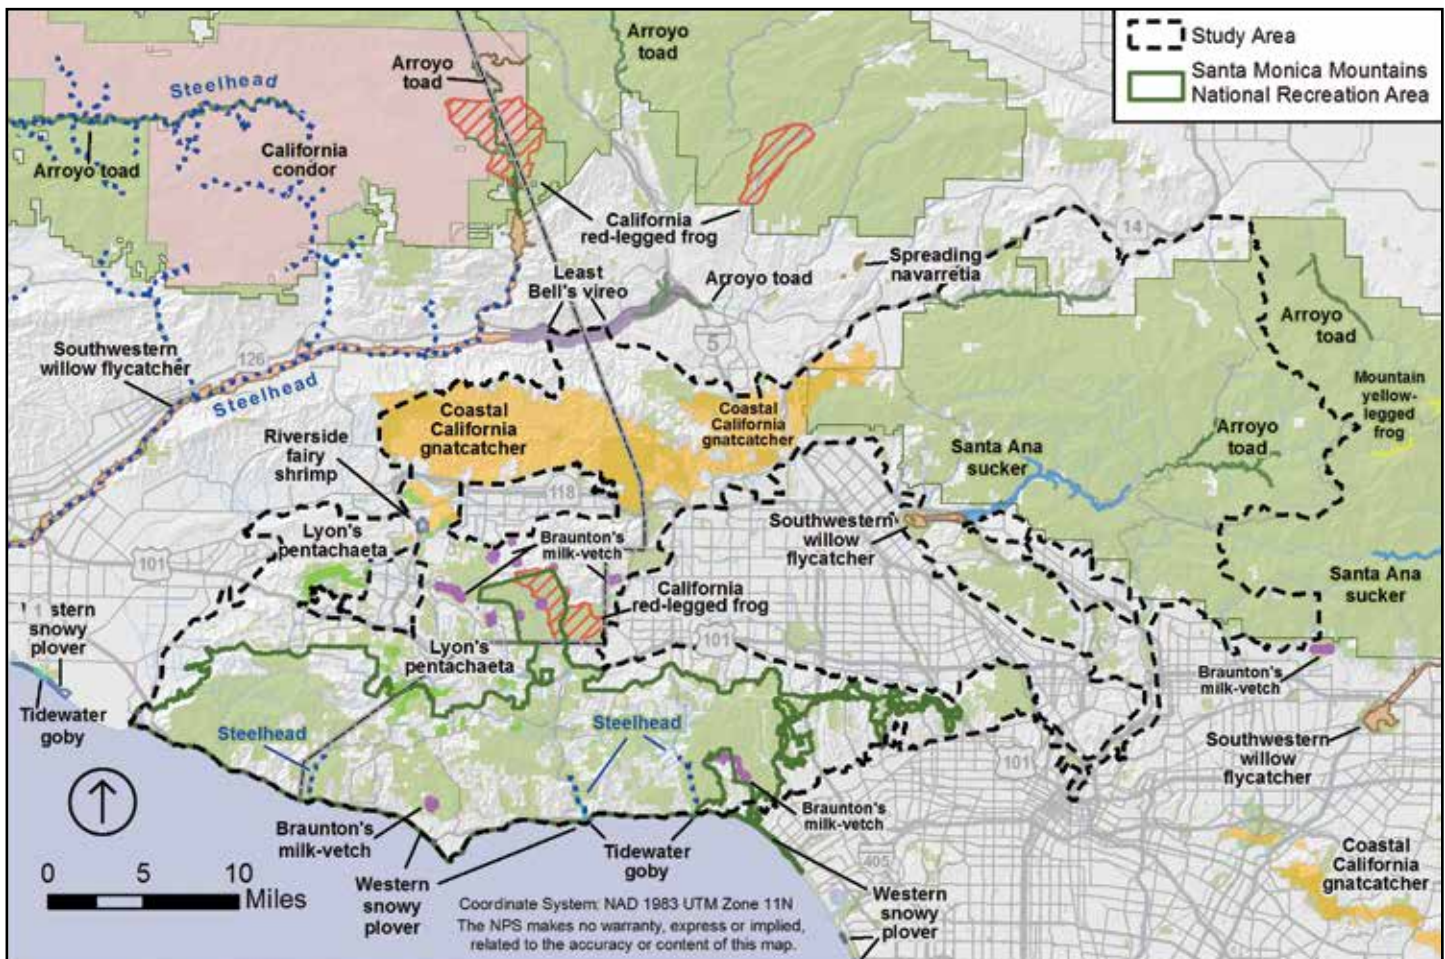 Study Area
Santa Monica Mountains
National Recreation Area
Arroyo
toad
Arroyo
toad
Steelhead
Arroyo toad
California
condor
California
red-legged frog
14
Spreading
navarretia
Least
Bell's vireo
Arroyo toad
5
Arroyo
toad
Southwestern
willow flycatcher
126
Steelhead
Mountain
yellow-
legged
frog
Coastal
California
gnatcatcher
Coastal
California
gnatcatcher
Arroyo
toad
Riverside
fairy
shrimp
Santa Ana
sucker
118
Southwestern
willow
flycatcher
Lyon's
pentachaeta
Braunton's
milk-vetch
101
Santa Ana
sucker
California
red-legged frog
1
stern
snowy
plover
101
Lyon's
pentachaeta
Braunton's
milk-vetch
Tidewater
goby
Steelhead
Steelhead
Southwestern
willow
flycatcher
101
Braunton's
milk-vetch
Braunton's
milk-vetch
Tidewater
goby
405
Coastal
California
gnatcatcher
Western
snowy
plover
Western
snowy
plover
0 5 10
Miles
Coordinate System: NAD 1983 UTM Zone 11N
The NPS makes no warranty, express or implied,
related to the accuracy or content of this map.